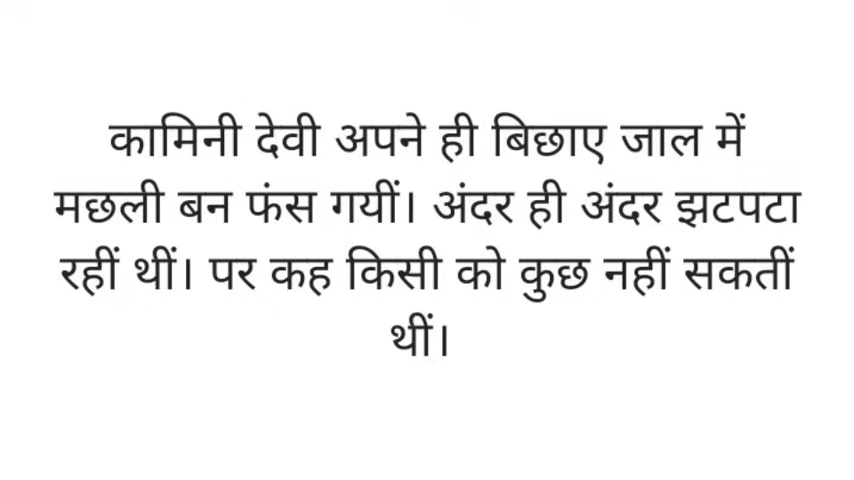 कामिनी देवी अपने ही बिछाए जाल में
मछली बन फंस गयीं। अंदर ही अंदर झटपटा
रहीं थीं। पर कह किसी को कुछ नहीं सकतीं
थीं।